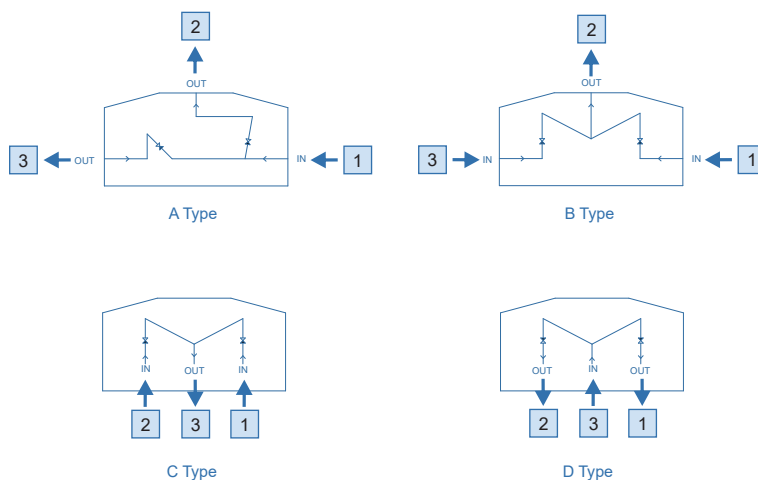 2
OUT
3 OUT IN 1
A Type
2
OUT
3 IN IN 1
B Type
IN OUT IN
2 3 1
C Type
OUT IN OUT
2 3 1
D Type